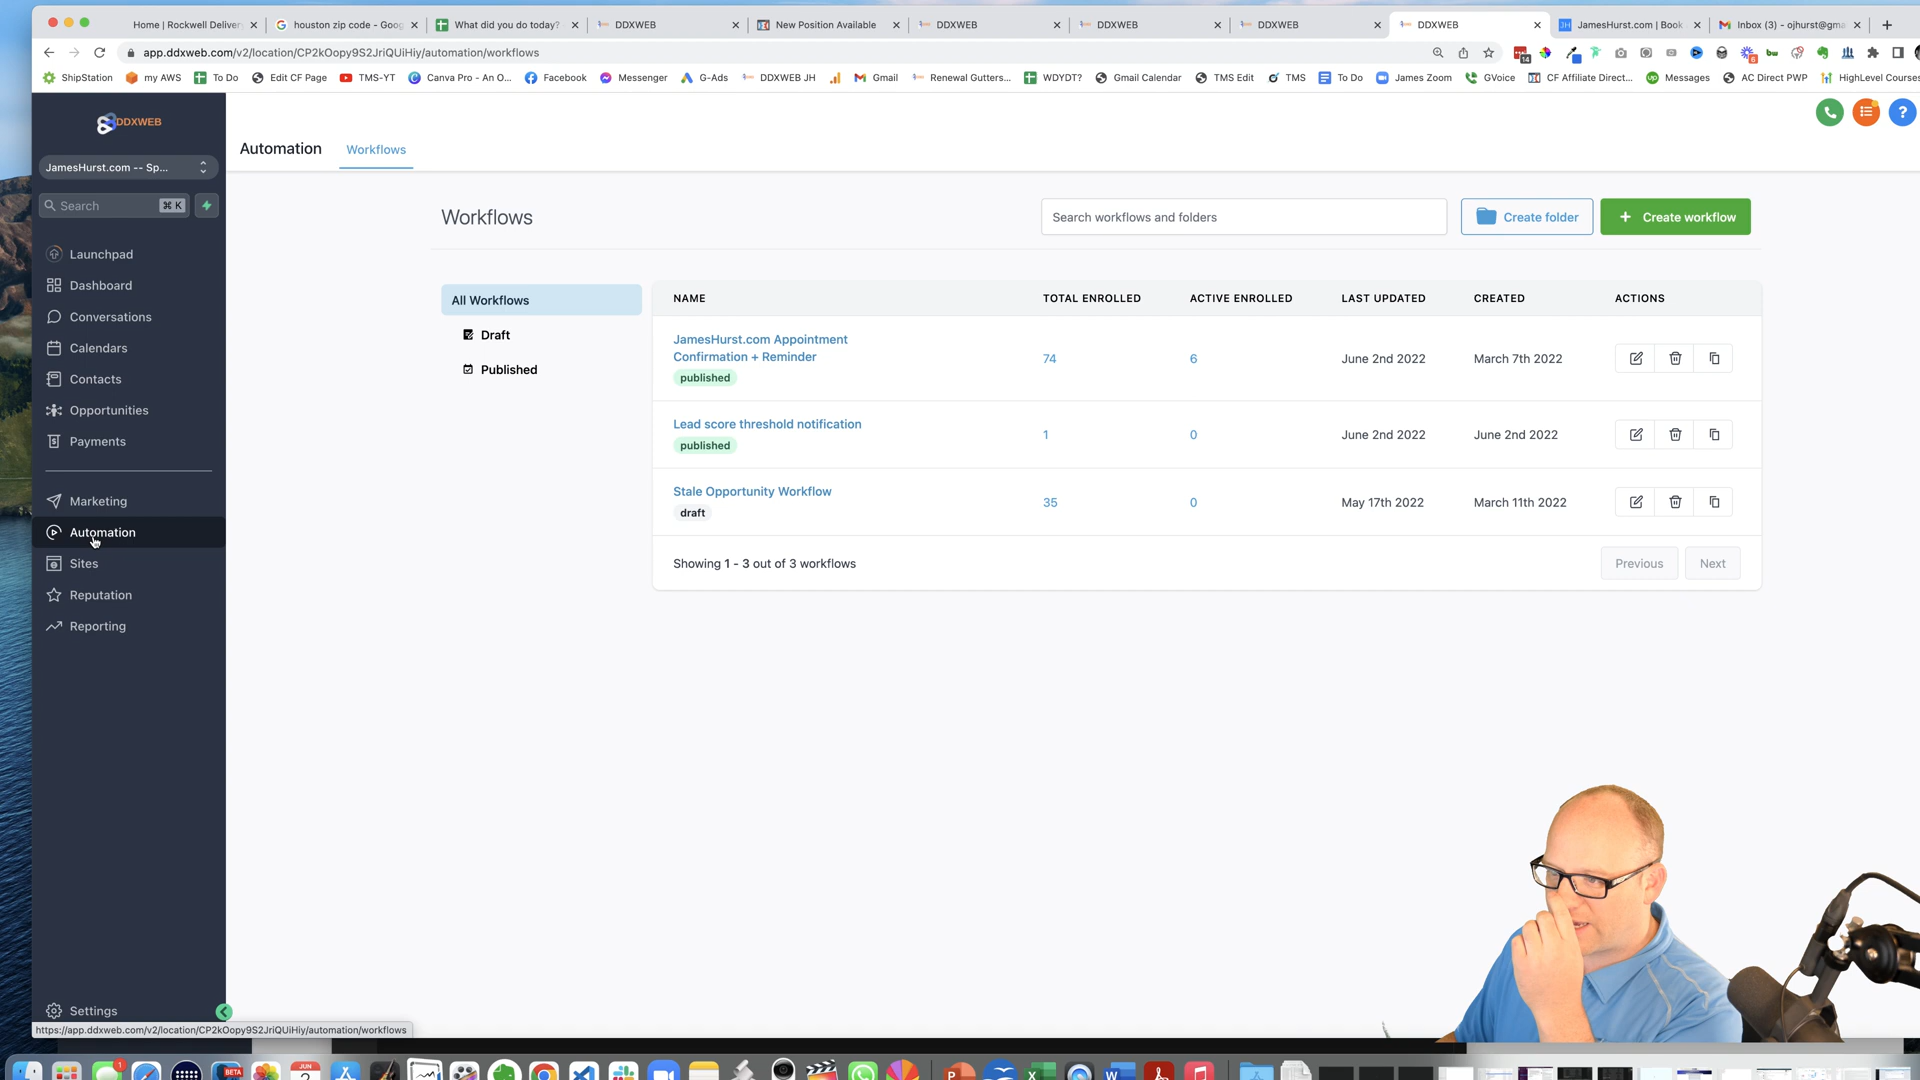 Home | Rockwell Deliver
houston zip code - Goog
What did you do today?
DDXWEB
New Position Available
DDXWEB
DDXWEB
DDXWEB
DDXWEB
JamesHurst.com | Book
Inbox (3) - ojhurst@gma
app.ddxweb.com/v2/location/CP2kOopy9S2JriQUiHiy/automation/workflows
ShipStation
my AWS
To Do
Edit CF Page
TMS-YT
Canva Pro - An O...
Facebook
Messenger
G-Ads
DDXWEB JH
Gmail
Renewal Gutters...
WDYDT?
Gmail Calendar
TMS Edit
TMS
To Do
James Zoom
GVoice
CF Affiliate Direct...
Messages
AC Direct PWP
HighLevel Courses
DDXWEB
JamesHurst.com -- Sp...
Search
⌘ K
Launchpad
Dashboard
Conversations
Calendars
Contacts
Opportunities
Payments
Marketing
Automation
Sites
Reputation
Reporting
Settings
https://app.ddxweb.com/v2/location/CP2kOopy9S2JriQUiHiy/automation/workflows
Automation
Workflows
Workflows
Search workflows and folders
Create folder
+ Create workflow
All Workflows
Draft
Published
NAME TOTAL ENROLLED ACTIVE ENROLLED LAST UPDATED CREATED ACTIONS
JamesHurst.com Appointment
Confirmation + Reminder
published
74 6 June 2nd 2022 March 7th 2022
Lead score threshold notification
published
1 0 June 2nd 2022 June 2nd 2022
Stale Opportunity Workflow
draft
35 0 May 17th 2022 March 11th 2022
Showing 1 - 3 out of 3 workflows
Previous
Next
1
BETA
JUN